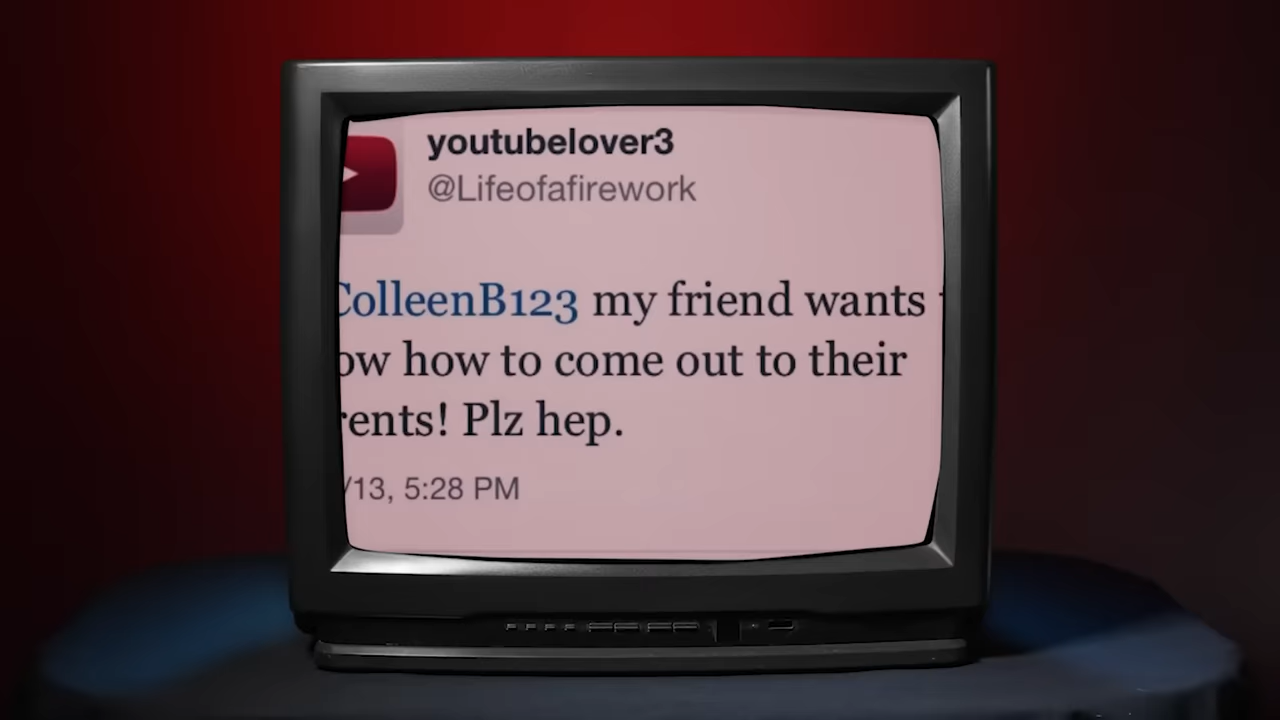 youtubelover3
@Lifeofafirework
ColleenB123 my friend wants
ow how to come out to their
rents! Plz hep.
/13, 5:28 PM